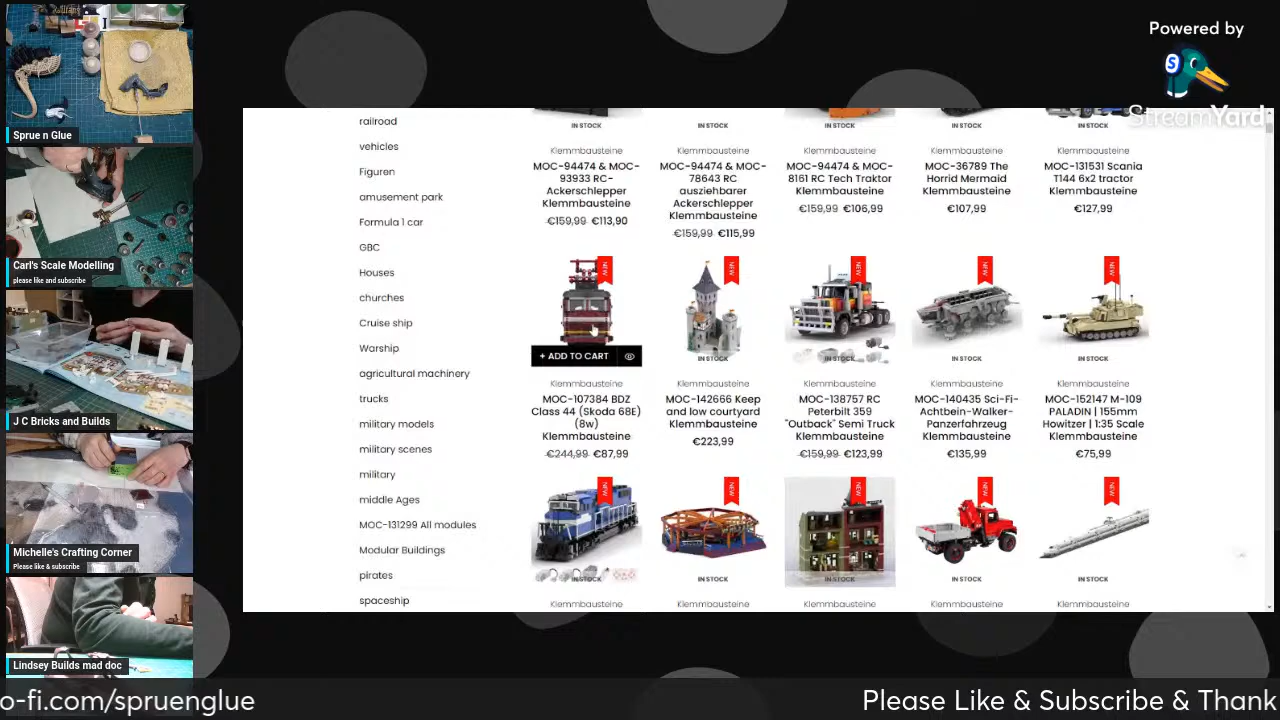 Sprue n Glue
Carl's Scale Modelling
please like and subscribe
J C Bricks and Builds
Michelle's Crafting Corner
Please like & subscribe
Lindsey Builds mad doc
Powered by
S
StreamYard
railroad
vehicles
Figuren
amusement park
Formula 1 car
GBC
Houses
churches
Cruise ship
Warship
agricultural machinery
trucks
military models
military scenes
military
middle Ages
MOC-131299 All modules
Modular Buildings
pirates
spaceship
IN STOCK
Klemmbausteine
MOC-94474 & MOC-
93933 RC-
Ackerschlepper
Klemmbausteine
€159,99 €113,90
IN STOCK
Klemmbausteine
MOC-94474 & MOC-
78643 RC
ausziehbarer
Ackerschlepper
Klemmbausteine
€159,99 €115,99
IN STOCK
Klemmbausteine
MOC-94474 & MOC-
8161 RC Tech Traktor
Klemmbausteine
€159,99 €106,99
IN STOCK
Klemmbausteine
MOC-36789 The
Horrid Mermaid
Klemmbausteine
€107,99
IN STOCK
Klemmbausteine
MOC-131531 Scania
T144 6x2 tractor
Klemmbausteine
€127,99
NEW
+ ADD TO CART
Klemmbausteine
MOC-107384 BDZ
Class 44 (Skoda 68E)
(8w)
Klemmbausteine
€244,99 €87,99
NEW
IN STOCK
Klemmbausteine
MOC-142666 Keep
and low courtyard
Klemmbausteine
€223,99
NEW
IN STOCK
Klemmbausteine
MOC-138757 RC
Peterbilt 359
"Outback" Semi Truck
Klemmbausteine
€159,99 €123,99
NEW
IN STOCK
Klemmbausteine
MOC-140435 Sci-Fi-
Achtbein-Walker-
Panzerfahrzeug
Klemmbausteine
€135,99
NEW
IN STOCK
Klemmbausteine
MOC-152147 M-109
PALADIN | 155mm
Howitzer | 1:35 Scale
Klemmbausteine
€75,99
NEW
IN STOCK
Klemmbausteine
NEW
IN STOCK
Klemmbausteine
NEW
IN STOCK
Klemmbausteine
NEW
IN STOCK
Klemmbausteine
NEW
IN STOCK
Klemmbausteine
o-fi.com/spruenglue
Please Like & Subscribe & Thank